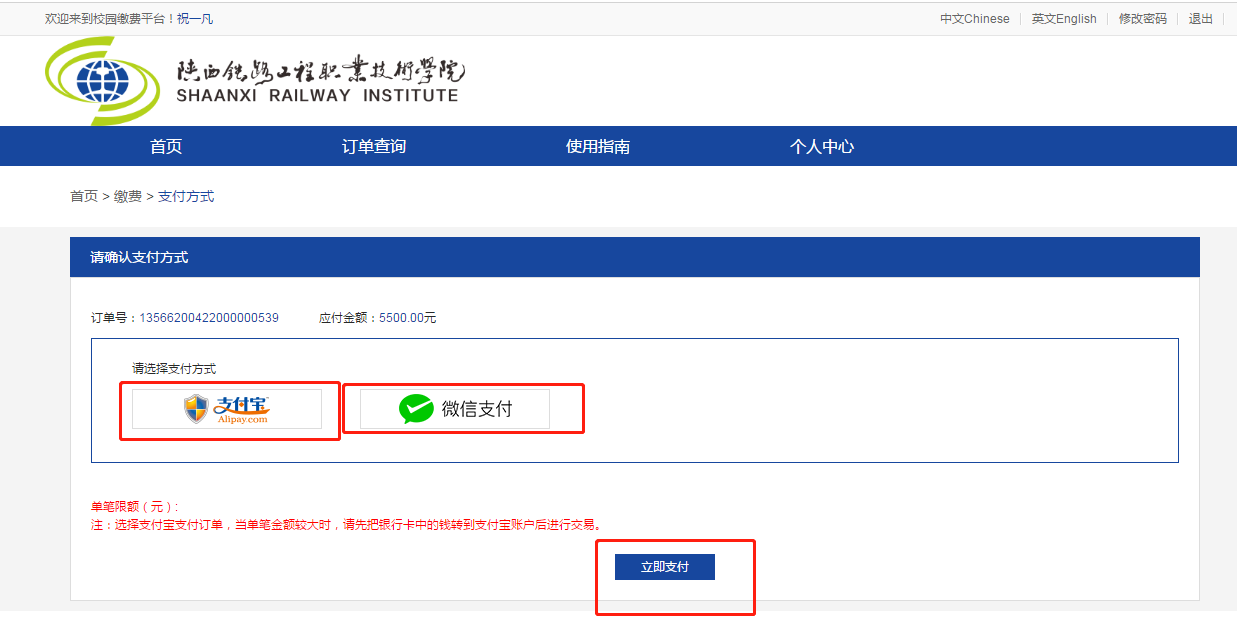 欢迎来到校园缴费平台！祝一凡
中文Chinese 英文English 修改密码 退出
陕西铁路工程职业技術學院
SHAANXI RAILWAY INSTITUTE
首页 订单查询 使用指南 个人中心
首页 > 缴费 > 支付方式
请确认支付方式
订单号：13566200422000000539 应付金额：5500.00元
请选择支付方式
支付宝
Alipay.com
微信支付
单笔限额（元）：
注：选择支付宝支付订单，当单笔金额较大时，请先把银行卡中的钱转到支付宝账户后进行交易。
立即支付